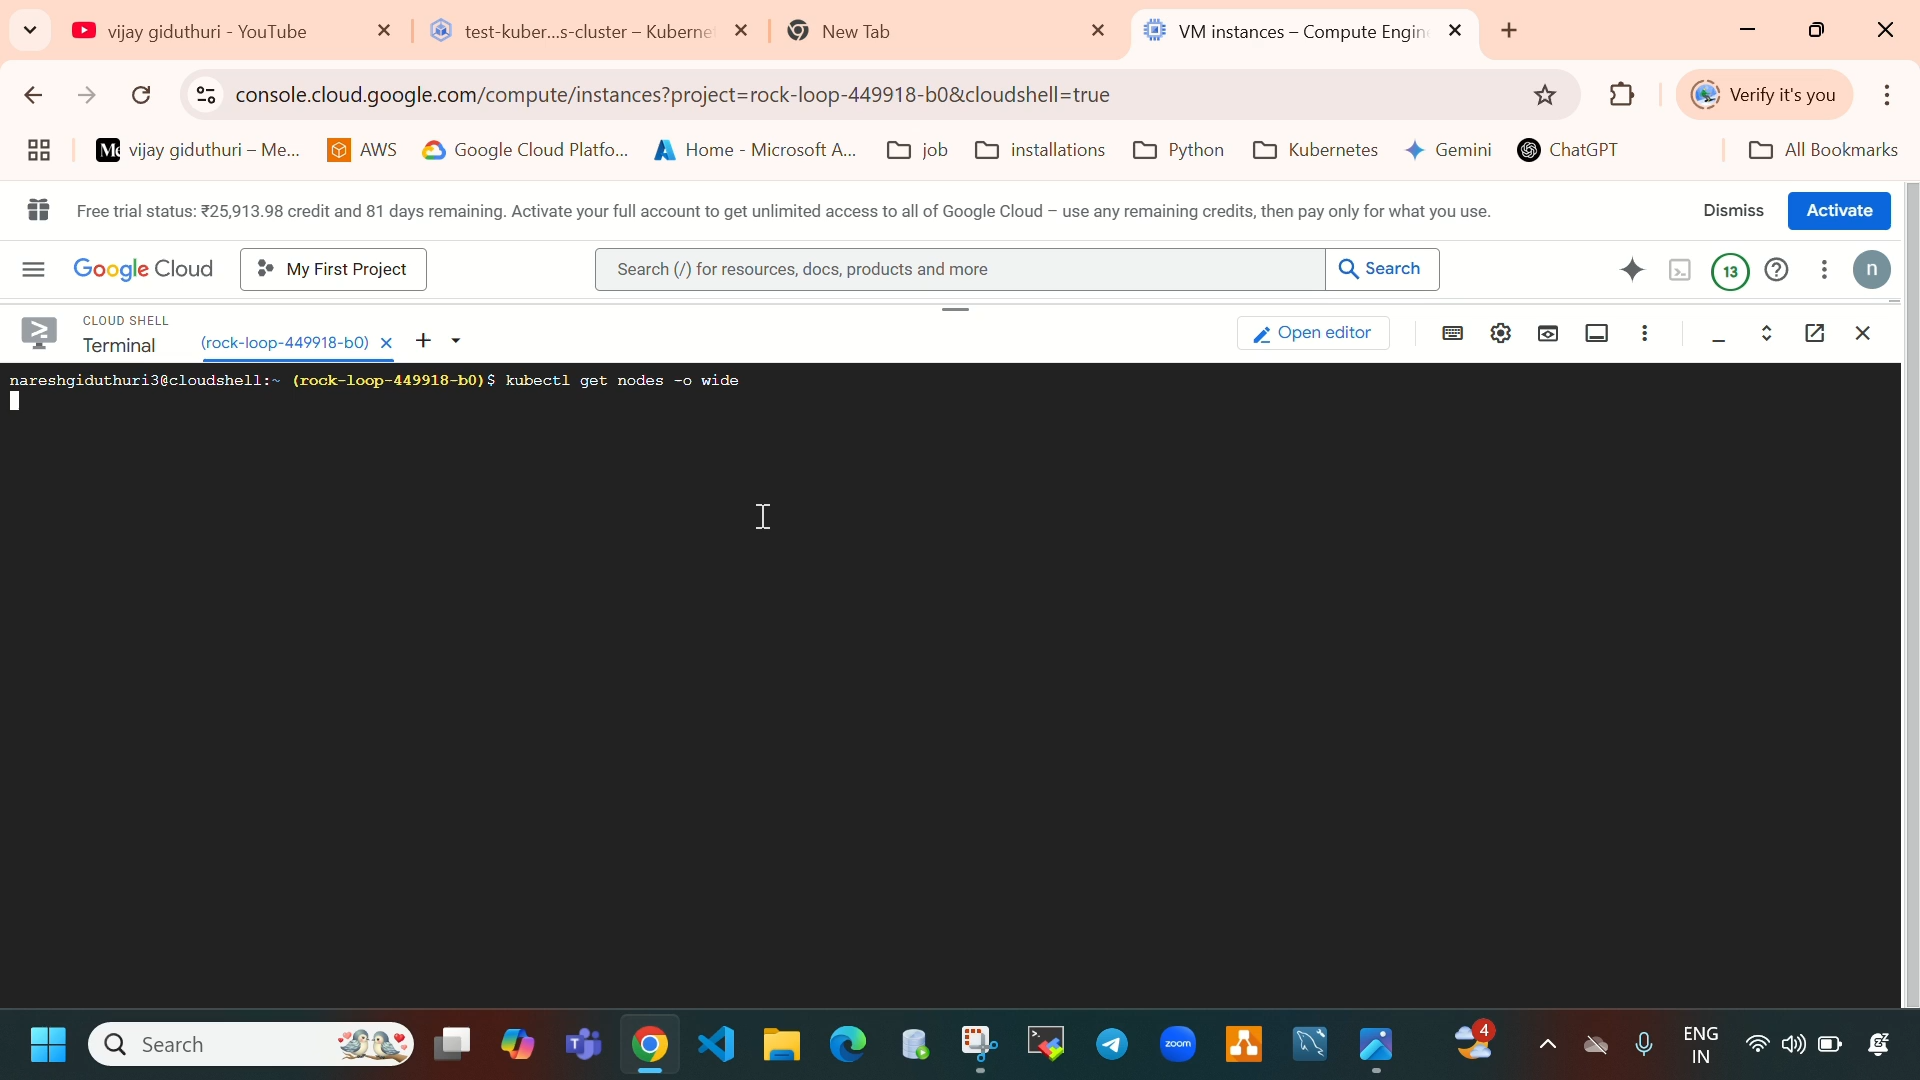 vijay giduthuri - YouTube
test-kuber...s-cluster – Kuberne
New Tab
VM instances – Compute Engin
console.cloud.google.com/compute/instances?project=rock-loop-449918-b0&cloudshell=true
Verify it's you
Me vijay giduthuri – Me...
AWS
Google Cloud Platfo...
Home - Microsoft A...
job
installations
Python
Kubernetes
Gemini
ChatGPT
All Bookmarks
Free trial status: ₹25,913.98 credit and 81 days remaining. Activate your full account to get unlimited access to all of Google Cloud – use any remaining credits, then pay only for what you use.
Dismiss
Activate
Google Cloud
My First Project
Search (/) for resources, docs, products and more
Search
13
n
CLOUD SHELL
Terminal
(rock-loop-449918-b0)
Open editor
nareshgiduthuri3@cloudshell:~ (rock-loop-449918-b0)$ kubectl get nodes -o wide
Search
zoom
4
ENG
IN